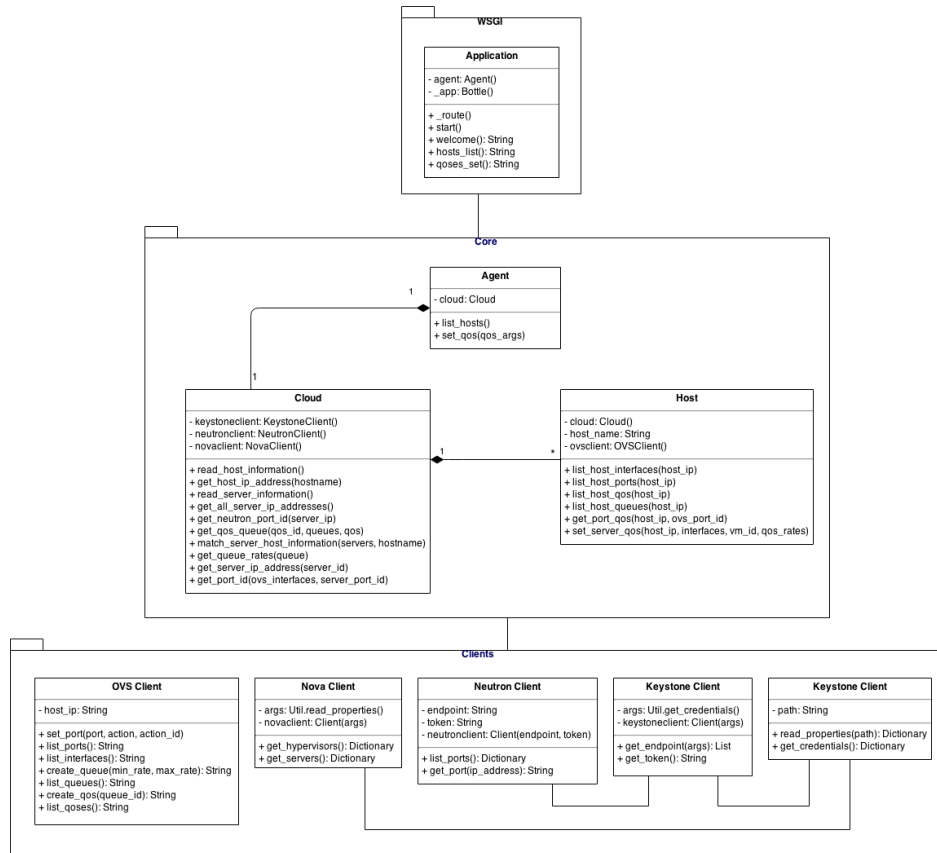 WSGI
Application
- agent: Agent()
- _app: Bottle()
+ _route()
+ start()
+ welcome(): String
+ hosts_list(): String
+ qoses_set(): String
Core
Agent
- cloud: Cloud
+ list_hosts()
+ set_qos(qos_args)
1
1
Cloud
- keystoneclient: KeystoneClient()
- neutronclient: NeutronClient()
- novaclient: NovaClient()
+ read_host_information()
+ get_host_ip_address(hostname)
+ read_server_information()
+ get_all_server_ip_addresses()
+ get_neutron_port_id(server_ip)
+ get_qos_queue(qos_id, queues, qos)
+ match_server_host_information(servers, hostname)
+ get_queue_rates(queue)
+ get_server_ip_address(server_id)
+ get_port_id(ovs_interfaces, server_port_id)
1
*
Host
- cloud: Cloud()
- host_name: String
- ovsclient: OVSClient()
+ list_host_interfaces(host_ip)
+ list_host_ports(host_ip)
+ list_host_qos(host_ip)
+ list_host_queues(host_ip)
+ get_port_qos(host_ip, ovs_port_id)
+ set_server_qos(host_ip, interfaces, vm_id, qos_rates)
Clients
OVS Client
- host_ip: String
+ set_port(port, action, action_id)
+ list_ports(): String
+ list_interfaces(): String
+ create_queue(min_rate, max_rate): String
+ list_queues(): String
+ create_qos(queue_id): String
+ list_qoses(): String
Nova Client
- args: Util.read_properties()
- novaclient: Client(args)
+ get_hypervisors(): Dictionary
+ get_servers(): Dictionary
Neutron Client
- endpoint: String
- token: String
- neutronclient: Client(endpoint, token)
+ list_ports(): Dictionary
+ get_port(ip_address): String
Keystone Client
- args: Util.get_credentials()
- keystoneclient: Client(args)
+ get_endpoint(args): List
+ get_token(): String
Keystone Client
- path: String
+ read_properties(path): Dictionary
+ get_credentials(): Dictionary